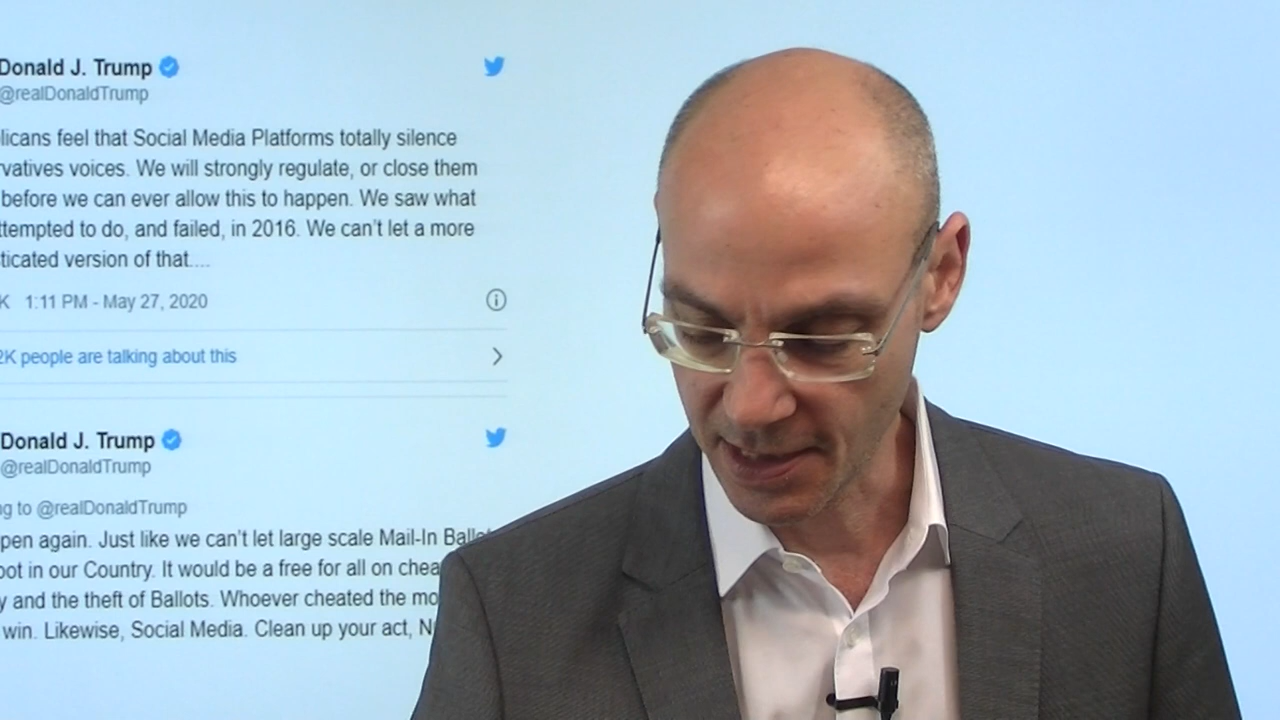 Donald J. Trump
@realDonaldTrump
licans feel that Social Media Platforms totally silence
rvatives voices. We will strongly regulate, or close them
before we can ever allow this to happen. We saw what
ttempted to do, and failed, in 2016. We can't let a more
ticated version of that....
K 1:11 PM - May 27, 2020
2K people are talking about this
Donald J. Trump
@realDonaldTrump
ng to @realDonaldTrump
pen again. Just like we can't let large scale Mail-In Ballot
oot in our Country. It would be a free for all on chea
y and the theft of Ballots. Whoever cheated the mo
win. Likewise, Social Media. Clean up your act, N